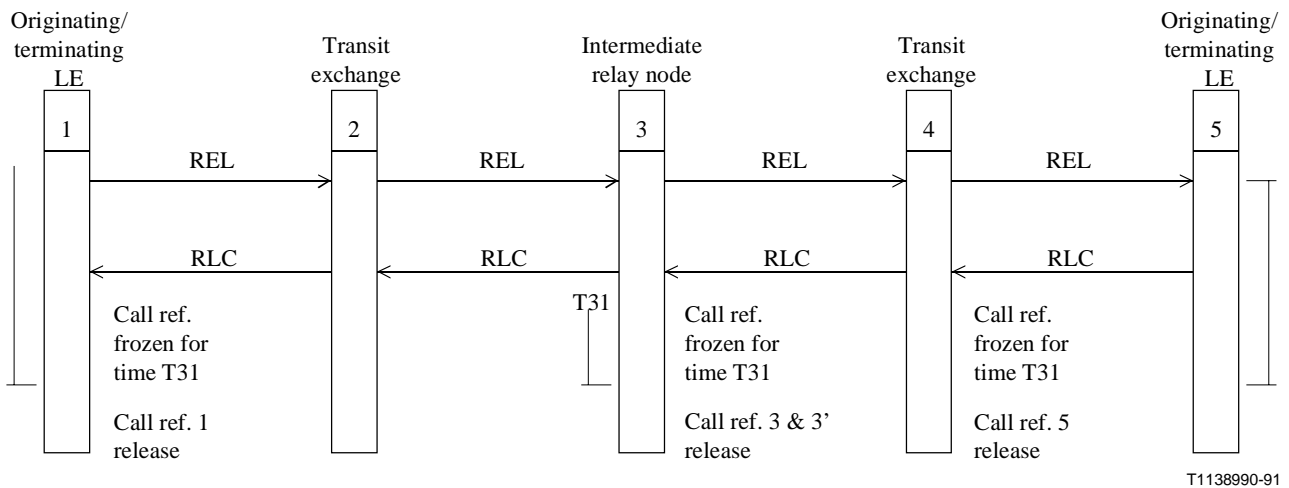 Originating/
terminating
LE
Transit
exchange
Intermediate
relay node
Transit
exchange
Originating/
terminating
LE
1
2
3
4
5
REL
REL
REL
REL
RLC
RLC
RLC
RLC
T31
Call ref.
frozen for
time T31
Call ref. 1
release
Call ref.
frozen for
time T31
Call ref. 3 & 3’
release
Call ref.
frozen for
time T31
Call ref. 5
release
T1138990-91